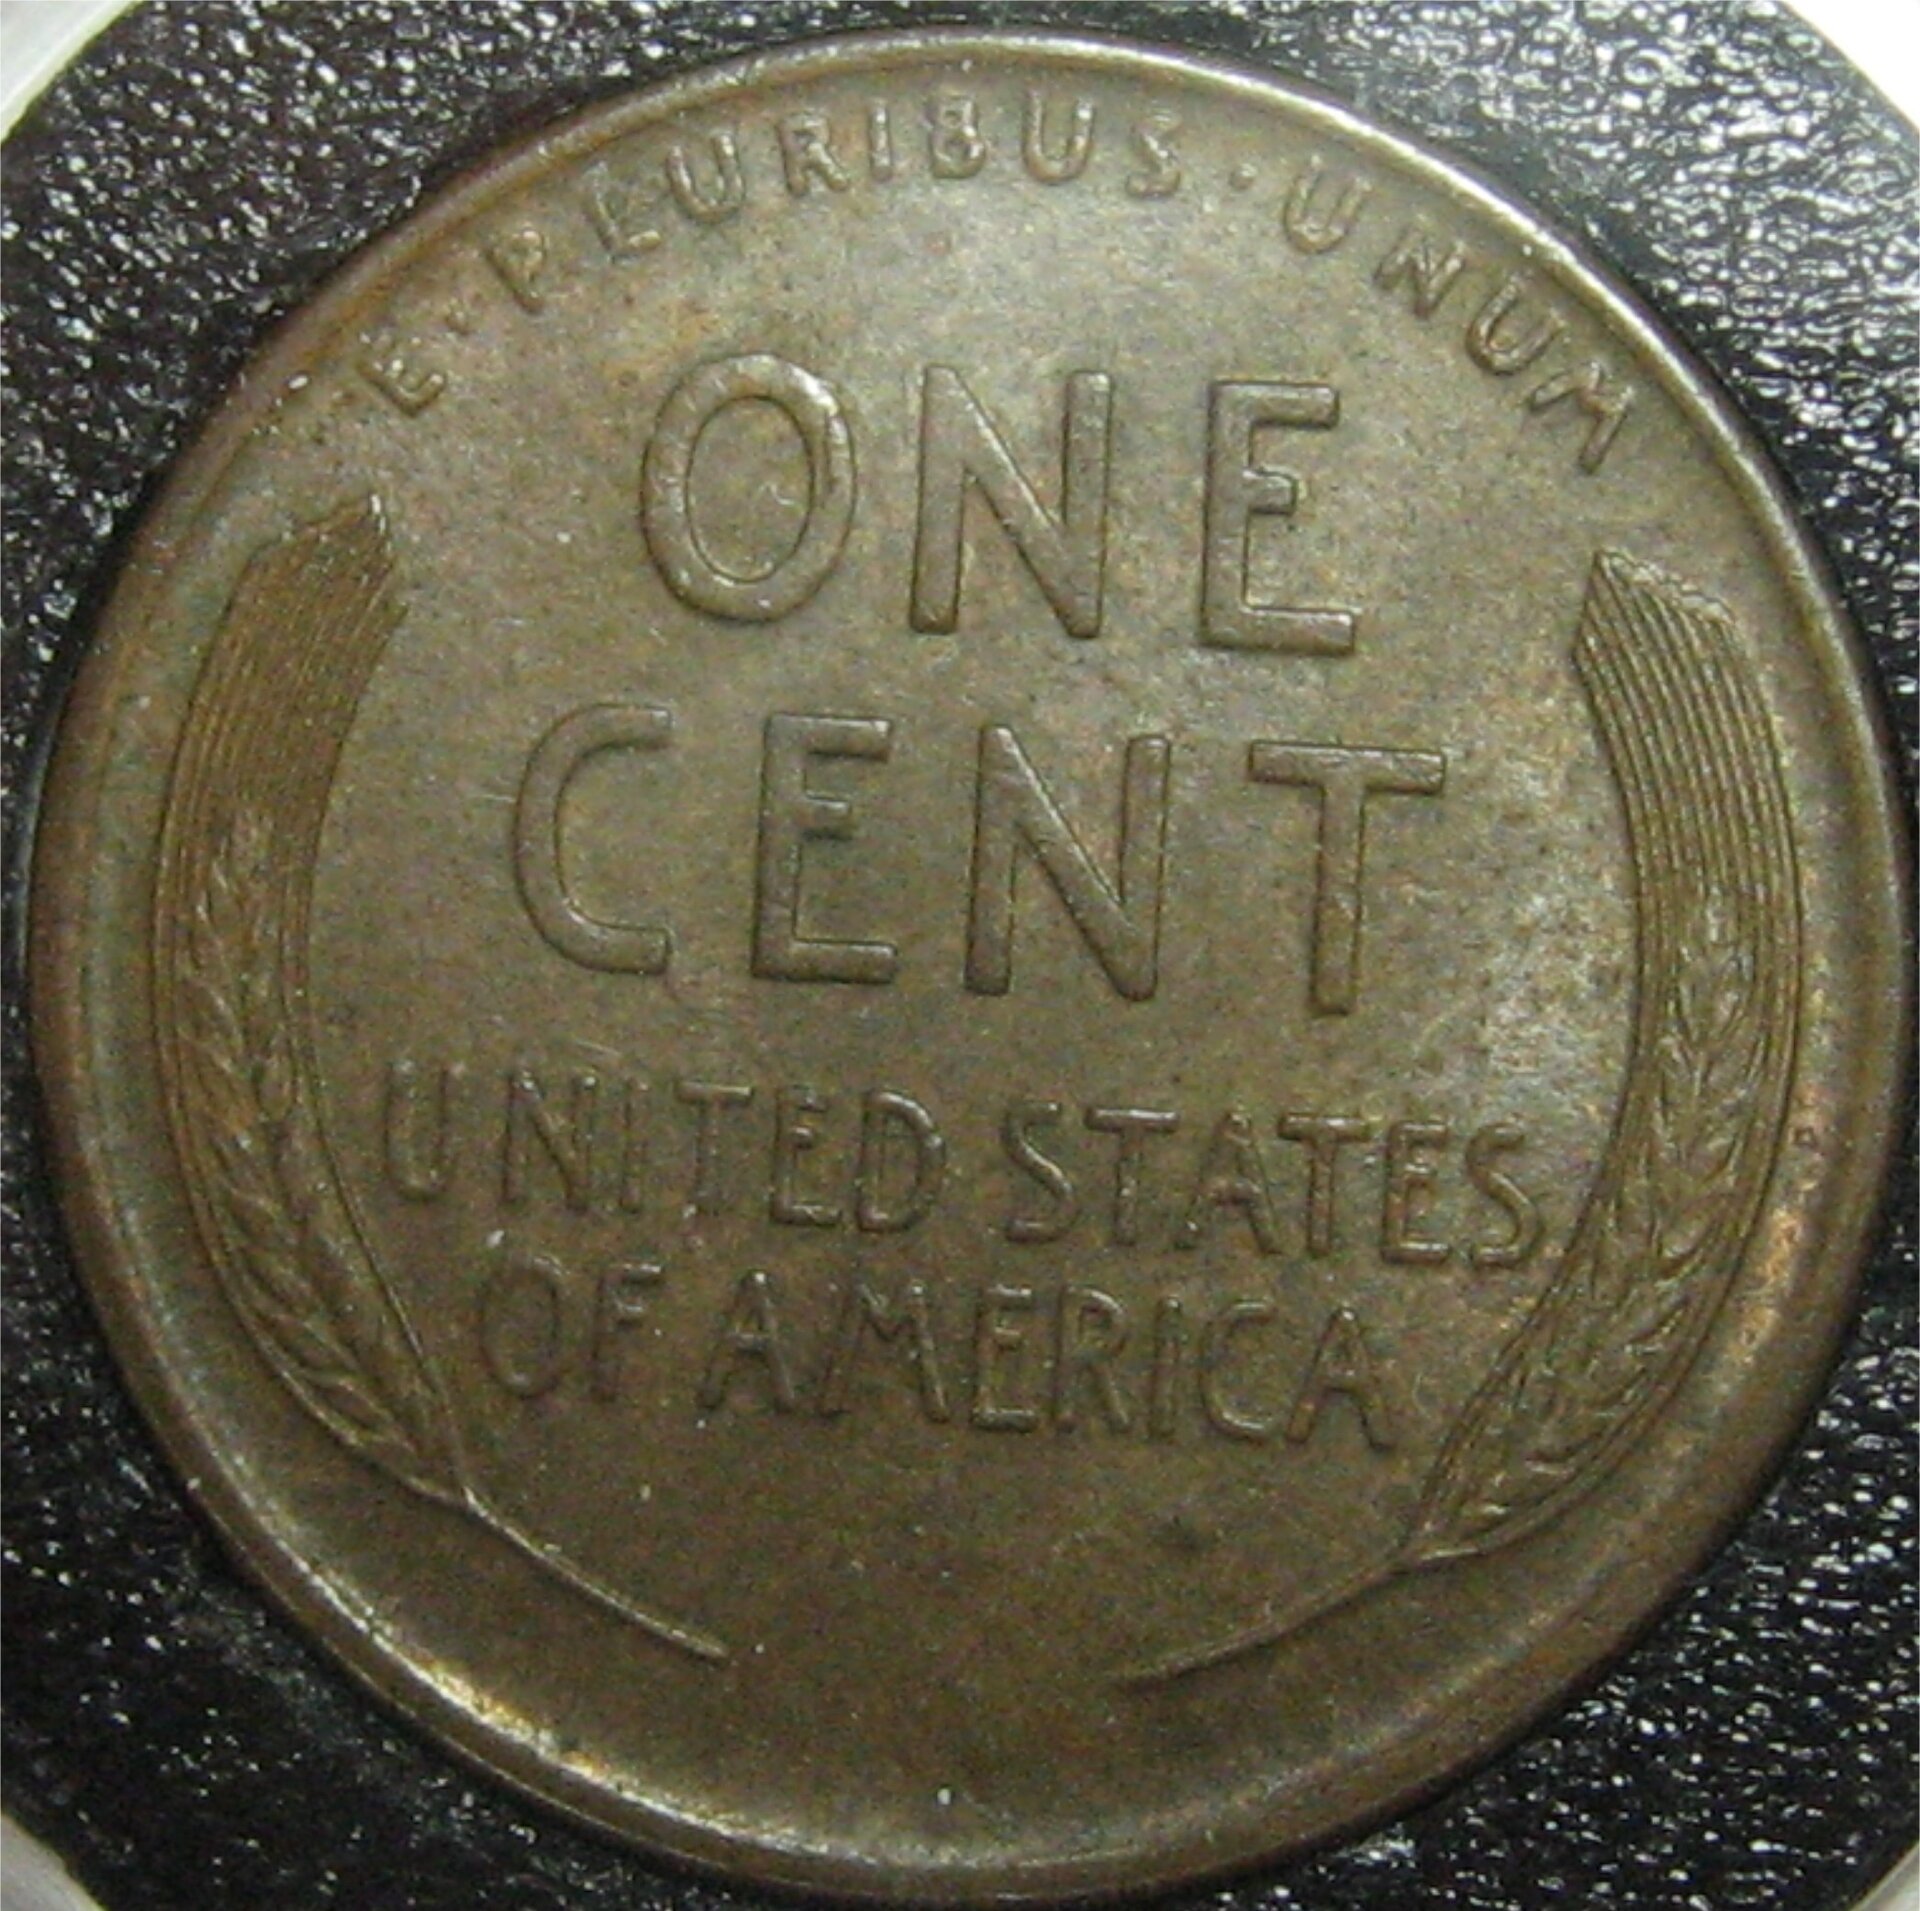 E·PLURIBUS·UNUM
ONE
CENT
UNITED STATES
OF AMERICA